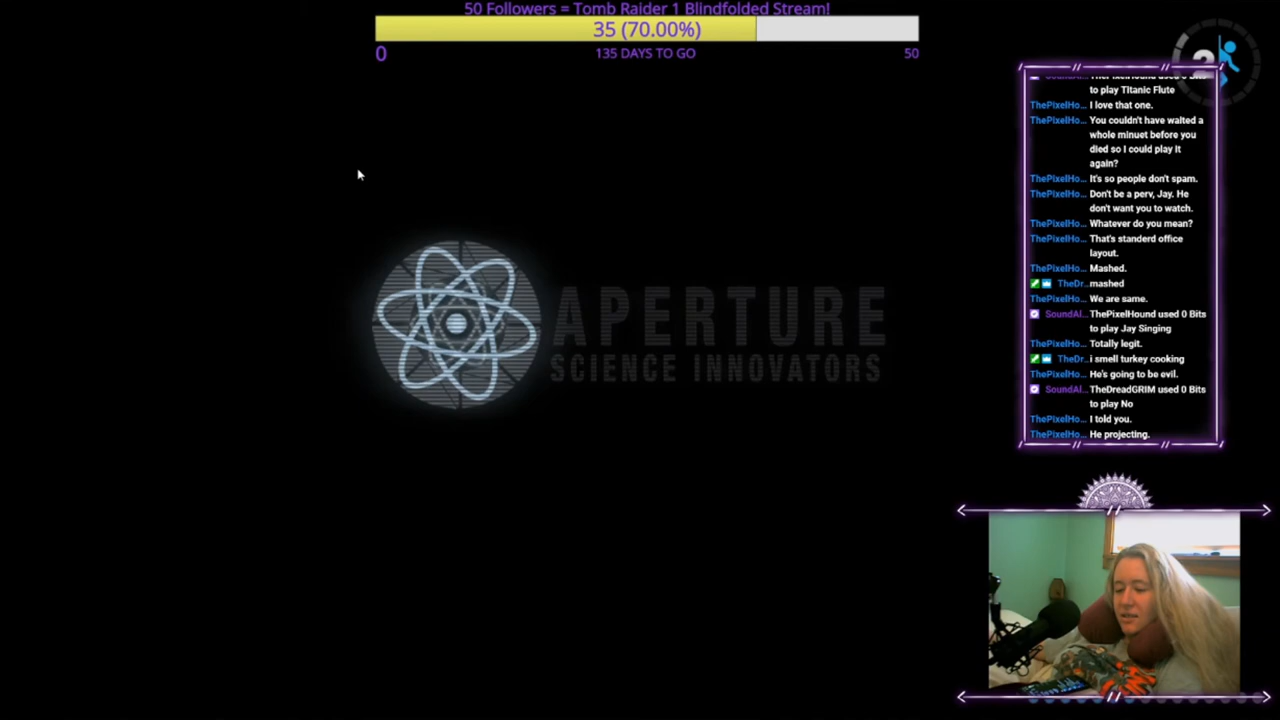 50 Followers = Tomb Raider 1 Blindfolded Stream!
35 (70.00%)
0
135 DAYS TO GO
50
2
APERTURE
SCIENCE INNOVATORS
to play Titanic Flute
ThePixelHo... I love that one.
ThePixelHo... You couldn't have waited a
whole minuet before you
died so I could play it
again?
ThePixelHo... It's so people don't spam.
ThePixelHo... Don't be a perv, Jay. He
don't want you to watch.
ThePixelHo... Whatever do you mean?
ThePixelHo... That's standerd office
layout.
ThePixelHo... Mashed.
TheDr... mashed
ThePixelHo... We are same.
SoundAl... ThePixelHound used 0 Bits
to play Jay Singing
ThePixelHo... Totally legit.
TheDr... i smell turkey cooking
ThePixelHo... He's going to be evil.
SoundAl... TheDreadGRIM used 0 Bits
to play No
ThePixelHo... I told you.
ThePixelHo... He projecting.